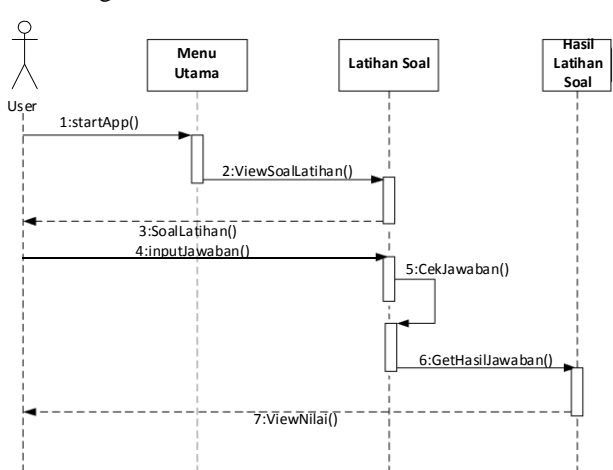 Menu
Utama
Latihan Soal
Hasil
Latihan
Soal
User
1:startApp()
2:ViewSoalLatihan()
3:SoalLatihan()
4:inputJawaban()
5:CekJawaban()
6:GetHasilJawaban()
7:ViewNilai()